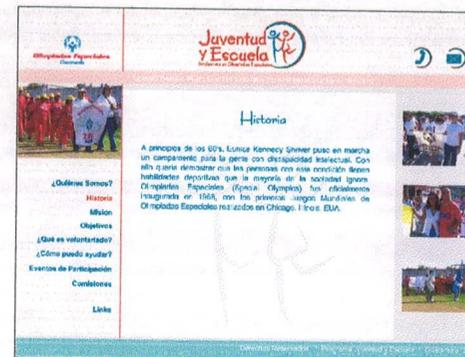 Olimpiadas Especiales
Juventud
y Escuela
Historia
A principios de los 60's, Eunice Kennecy Shriver puso en marcha
un campamento para la gente con discapacidad intelectual. Con
ello quería demostrar que las personas con esta condición tienen
habilidades deportivas que la mayoría de la sociedad ignora.
Olimpiadas Especiales (Special Olympics) fue oficialmente
inaugurada en 1968, con los primeros Juegos Mundiales de
Olimpiadas Especiales realizados en Chicago, Illinois, EUA.
¿Quiénes Somos?
Historia
Misión
Objetivos
¿Qué es voluntariado?
¿Cómo puedo ayudar?
Eventos de Participación
Comisiones
Links
Derechos Reservados